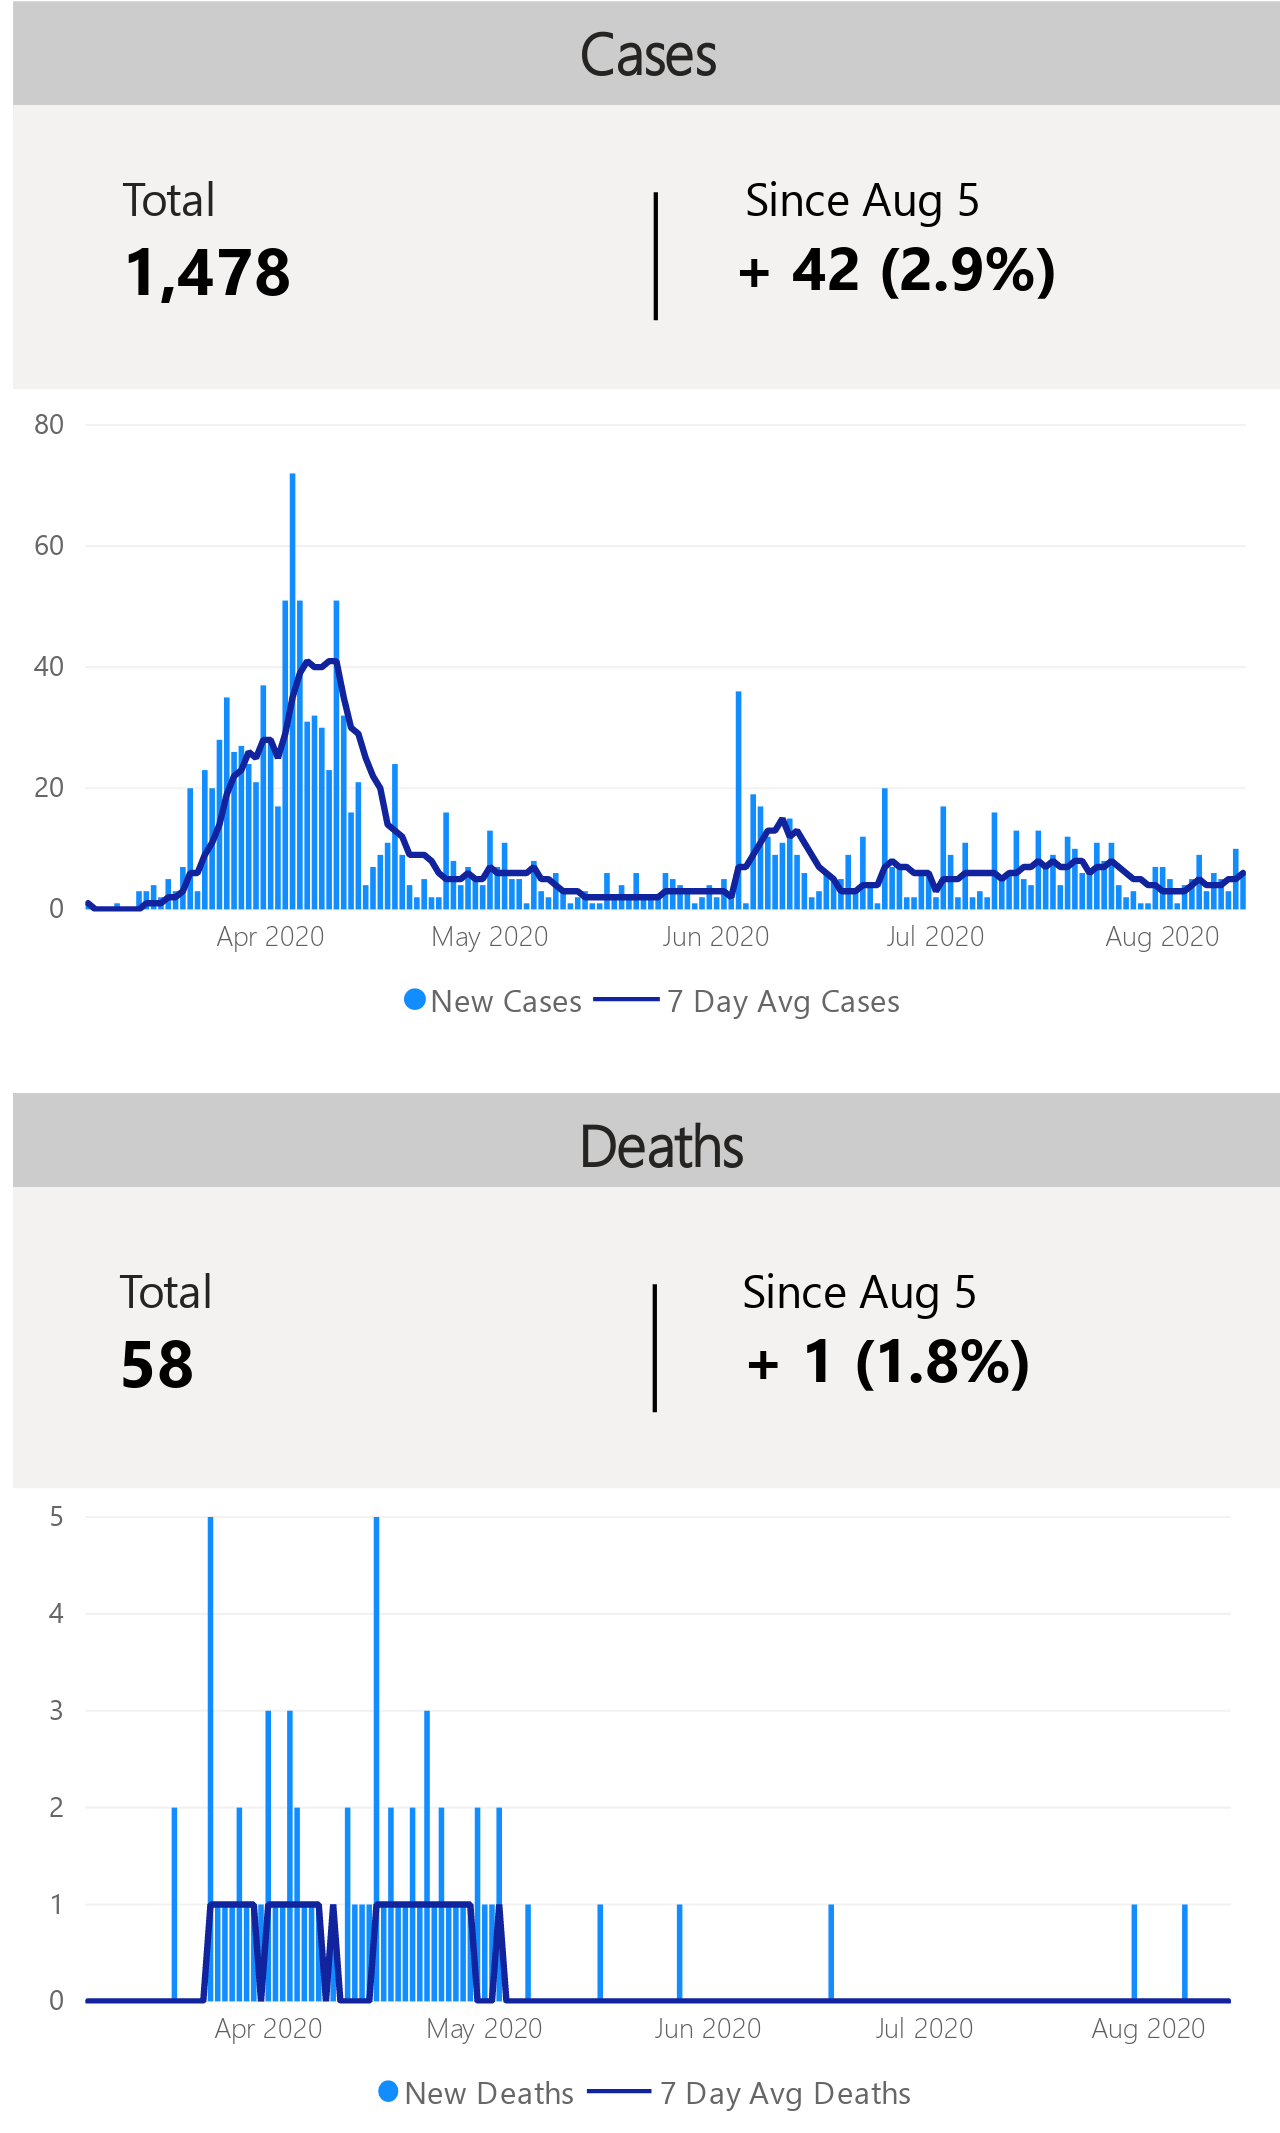 Cases
Total
1,478
Since Aug 5
+ 42 (2.9%)
80
60
40
20
0
Apr 2020
May 2020
Jun 2020
Jul 2020
Aug 2020
New Cases
7 Day Avg Cases
Deaths
Total
58
Since Aug 5
+ 1 (1.8%)
5
4
3
2
1
0
Apr 2020
May 2020
Jun 2020
Jul 2020
Aug 2020
New Deaths
7 Day Avg Deaths